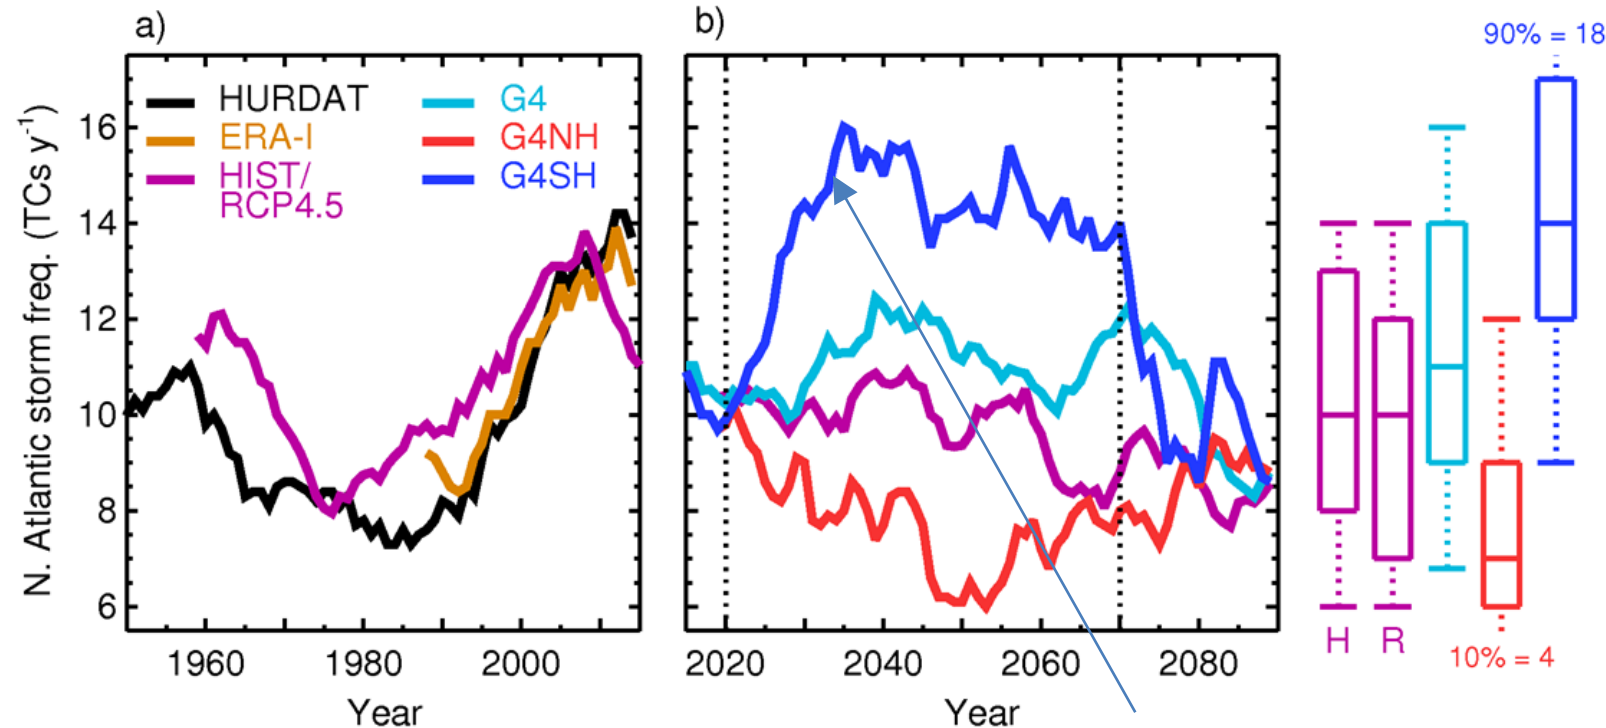 a)
b)
90% = 18
N. Atlantic storm freq. (TCs y⁻¹)
16
14
12
10
8
6
HURDAT
ERA-I
HIST/
RCP4.5
G4
G4NH
G4SH
1960
1980
2000
Year
2020
2040
2060
2080
Year
H
R
10% = 4